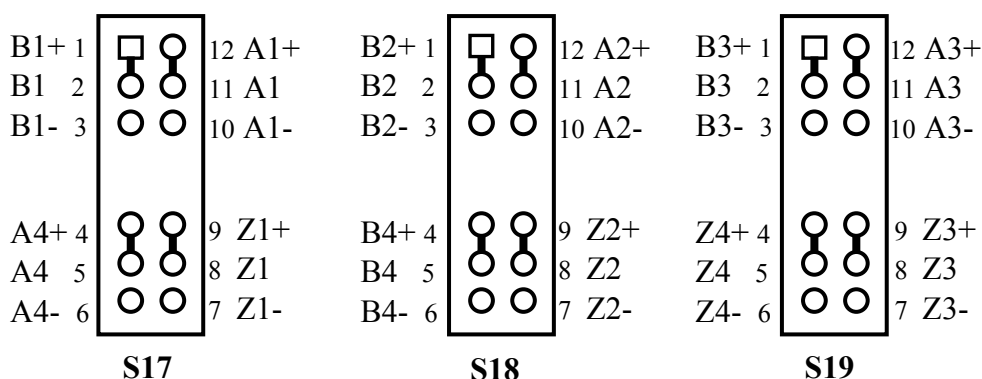 B1+ 1 12 A1+ B2+ 1 12 A2+ B3+ 1 12 A3+
B1 2 11 A1 B2 2 11 A2 B3 2 11 A3
B1- 3 10 A1- B2- 3 10 A2- B3- 3 10 A3-
A4+ 4 9 Z1+ B4+ 4 9 Z2+ Z4+ 4 9 Z3+
A4 5 8 Z1 B4 5 8 Z2 Z4 5 8 Z3
A4- 6 7 Z1- B4- 6 7 Z2- Z4- 6 7 Z3-
S17 S18 S19